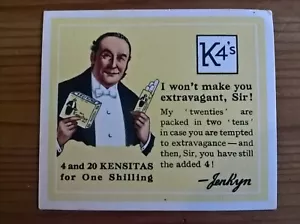 K4's
I won't make you
extravagant, Sir!
My 'twenties' are
packed in two 'tens'
in case you are tempted
to extravagance—and
then, Sir, you have still
the added 4!
4 and 20 KENSITAS
for One Shilling
—Jenkyn